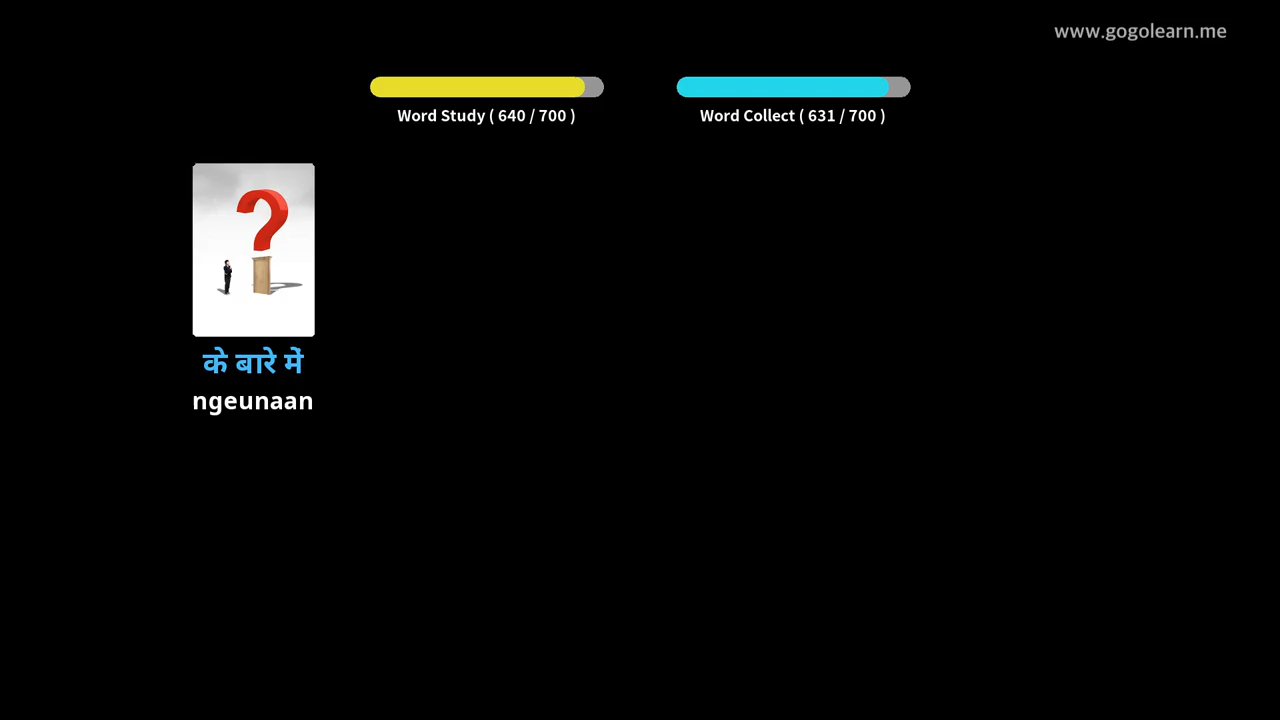 www.gogolearn.me
Word Study ( 640 / 700 )
Word Collect ( 631 / 700 )
के बारे में
ngeunaan